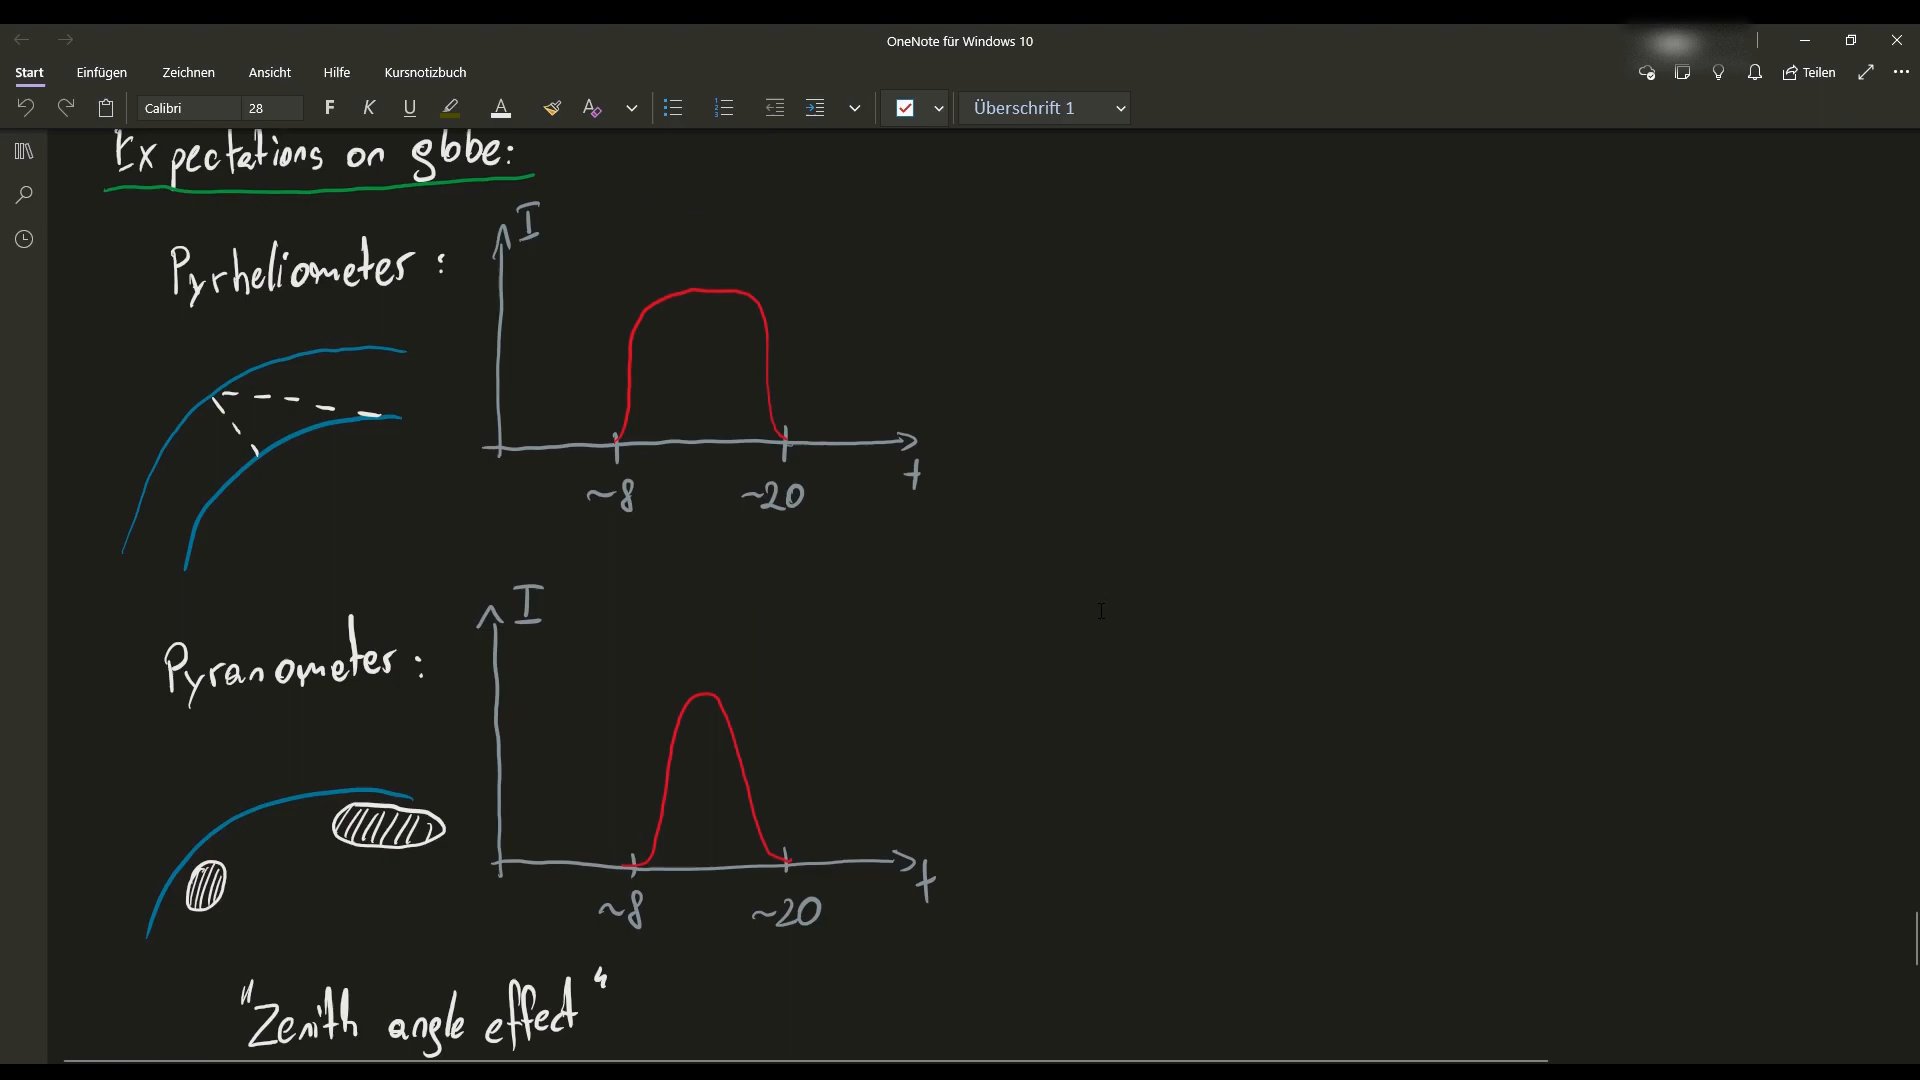 OneNote für Windows 10
Start Einfügen Zeichnen Ansicht Hilfe Kursnotizbuch Teilen
Calibri 28 F K U A A Überschrift 1
Expectations on globe:
I
Pyrheliometer :
t
~8 ~20
I
Pyranometer :
t
~8 ~20
"Zenith angle effect"